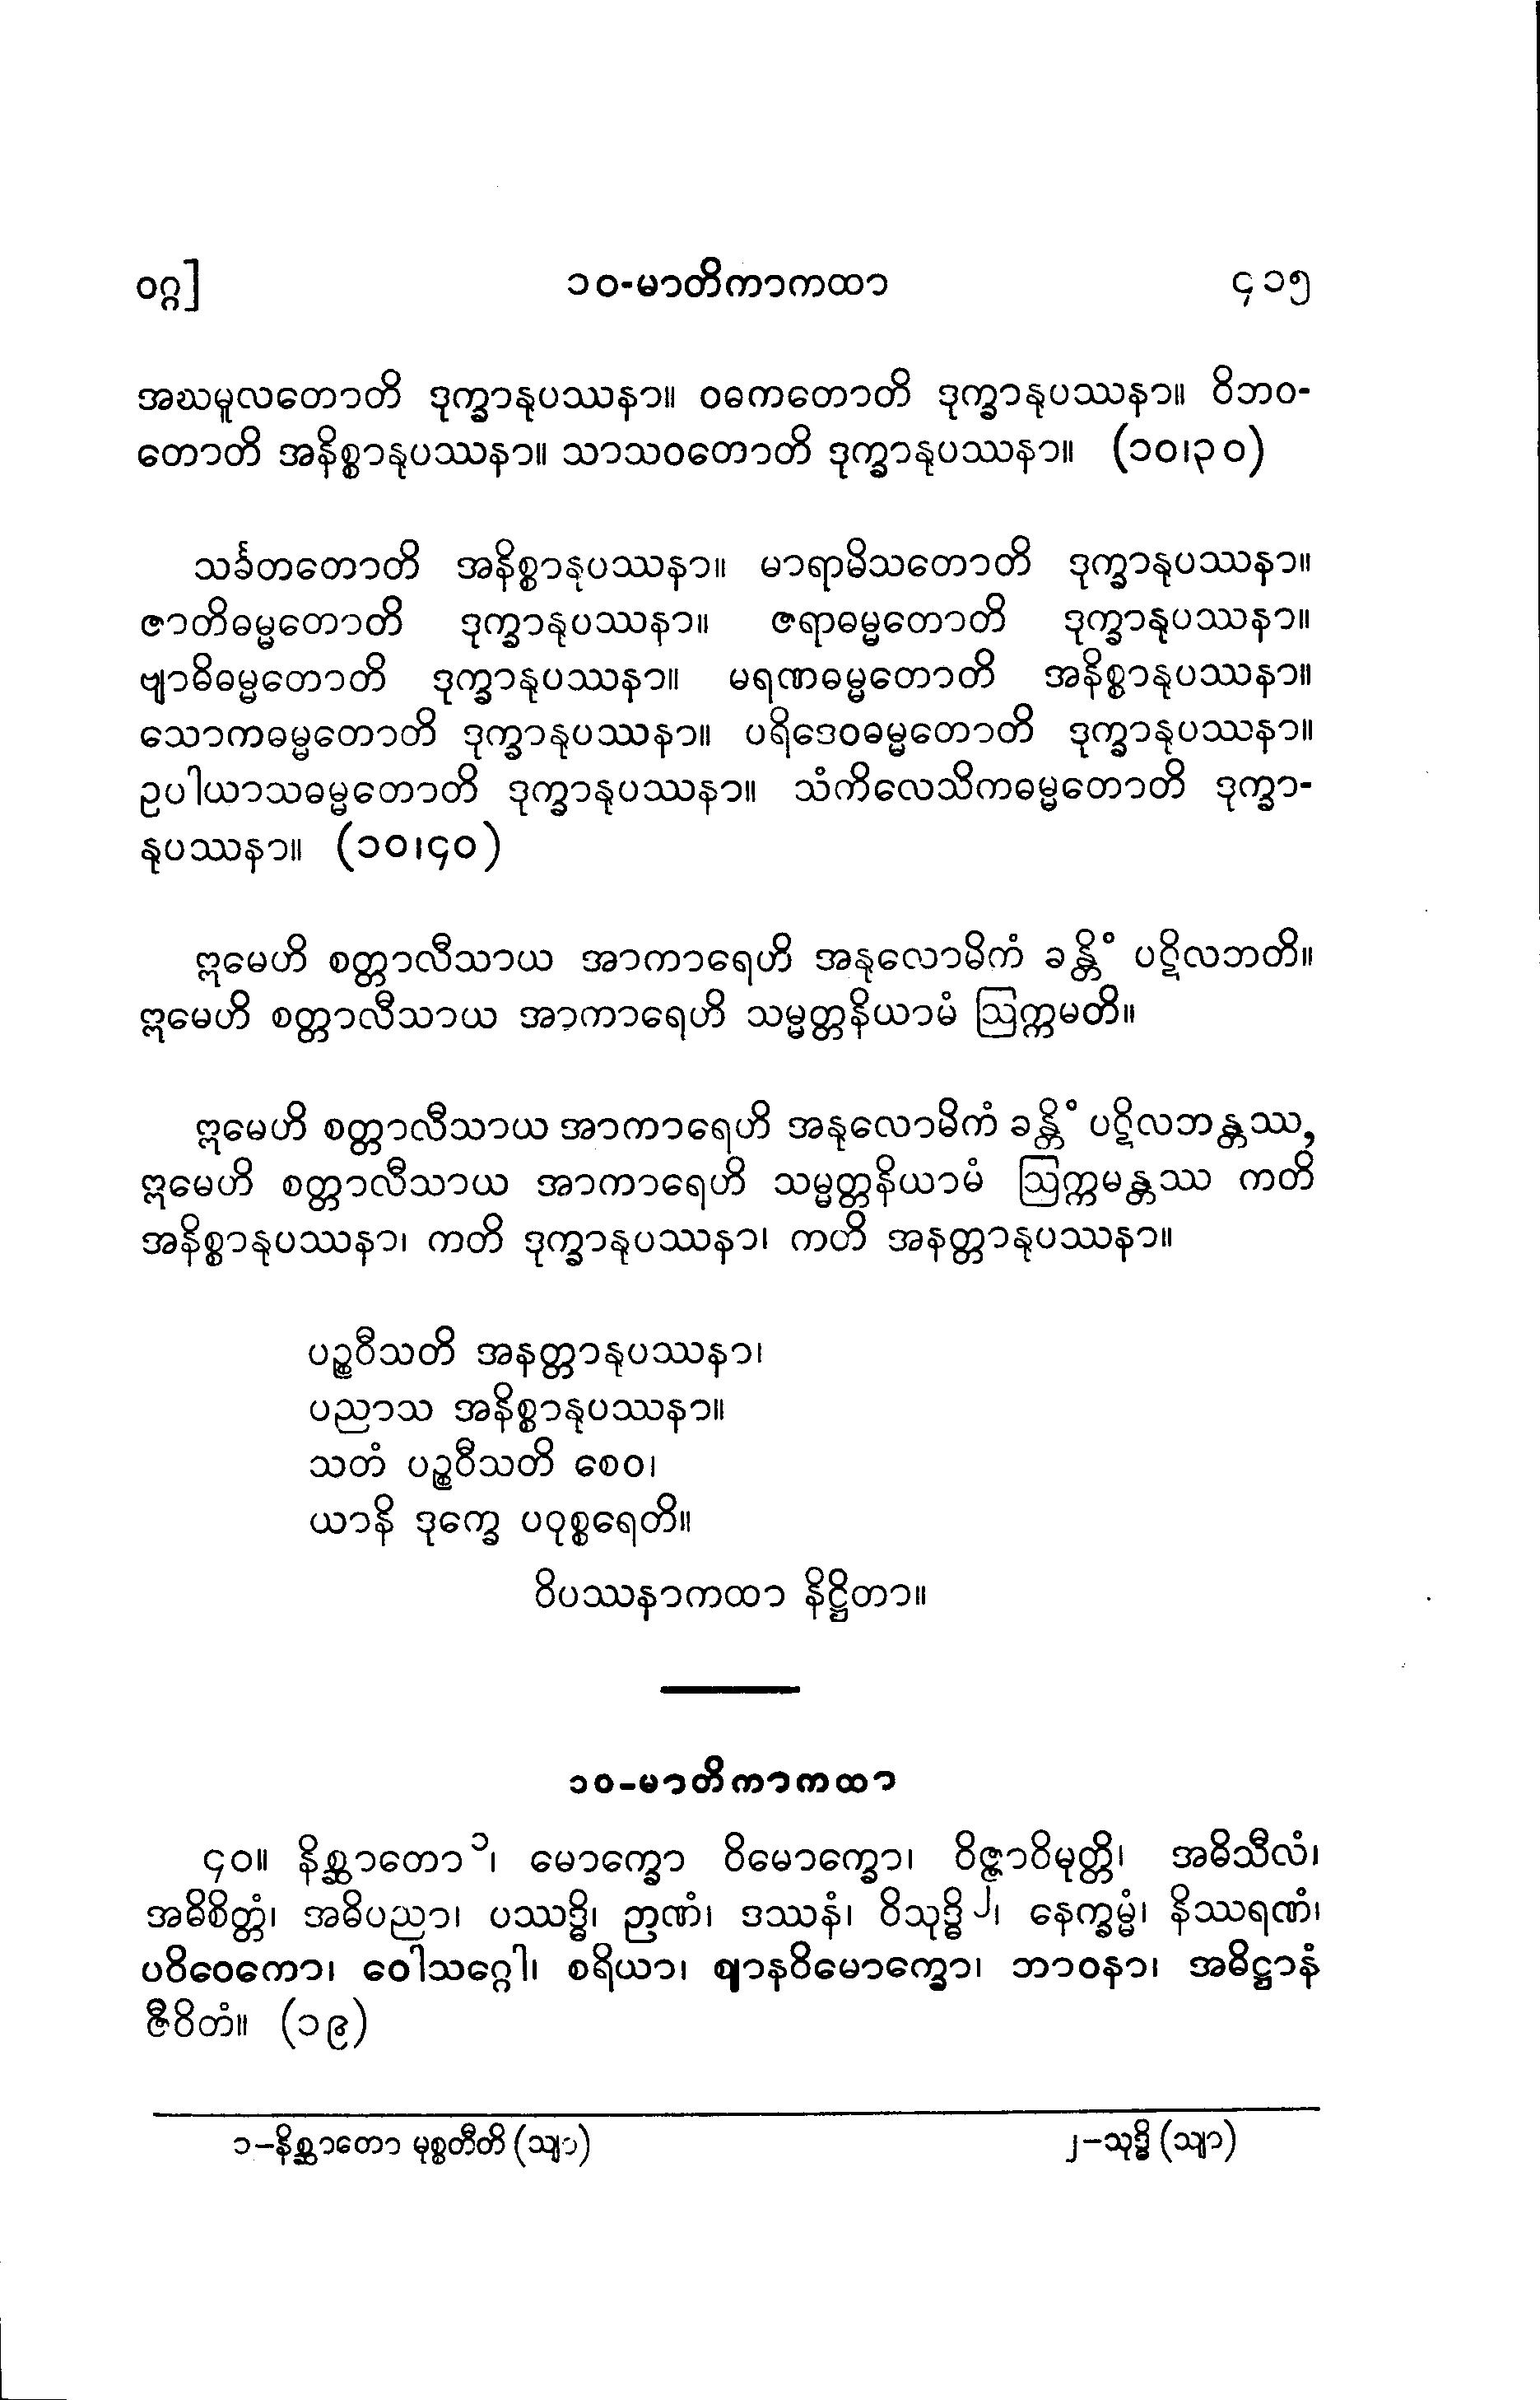 ဝဂ္ဂ] ၁၀-မာတိကာကထာ ၄၁၅
အဃမူလတောတိ ဒုက္ခာနုပဿနာ။ ဝဓကတောတိ ဒုက္ခာနုပဿနာ။ ဝိဘဝ-
တောတိ အနိစ္စာနုပဿနာ။ သာသဝတောတိ ဒုက္ခာနုပဿနာ။ (၁၀၊၃၀)
သင်္ခတတောတိ အနိစ္စာနုပဿနာ။ မာရာမိသတောတိ ဒုက္ခာနုပဿနာ။
ဇာတိဓမ္မတောတိ ဒုက္ခာနုပဿနာ။ ဇရာဓမ္မတောတိ ဒုက္ခာနုပဿနာ။
ဗျာဓိဓမ္မတောတိ ဒုက္ခာနုပဿနာ။ မရဏဓမ္မတောတိ အနိစ္စာနုပဿနာ။
သောကဓမ္မတောတိ ဒုက္ခာနုပဿနာ။ ပရိဒေဝဓမ္မတောတိ ဒုက္ခာနုပဿနာ။
ဥပါယာသဓမ္မတောတိ ဒုက္ခာနုပဿနာ။ သံကိလေသိကဓမ္မတောတိ ဒုက္ခာ-
နုပဿနာ။ (၁၀၊၄၀)
ဣမေဟိ စတ္တာလီသာယ အာကာရေဟိ အနုလောမိကံ ခန္တိံ ပဋိလဘတိ။
ဣမေဟိ စတ္တာလီသာယ အာကာရေဟိ သမ္မတ္တနိယာမံ ဩက္ကမတိ။
ဣမေဟိ စတ္တာလီသာယ အာကာရေဟိ အနုလောမိကံ ခန္တိံ ပဋိလဘန္တဿ,
ဣမေဟိ စတ္တာလီသာယ အာကာရေဟိ သမ္မတ္တနိယာမံ ဩက္ကမန္တဿ ကတိ
အနိစ္စာနုပဿနာ၊ ကတိ ဒုက္ခာနုပဿနာ၊ ကတိ အနတ္တာနုပဿနာ။
ပဉ္စဝီသတိ အနတ္တာနုပဿနာ၊
ပညာသ အနိစ္စာနုပဿနာ။
သတံ ပဉ္စဝီသတိ စေဝ၊
ယာနိ ဒုက္ခေ ပဝုစ္စရေတိ။
ဝိပဿနာကထာ နိဋ္ဌိတာ။
၁၀-မာတိကာကထာ
၄၀။ နိစ္ဆာတော၁၊ မောက္ခော ဝိမောက္ခော၊ ဝိဇ္ဇာဝိမုတ္တိ၊ အဓိသီလံ၊
အဓိစိတ္တံ၊ အဓိပညာ၊ ပဿဒ္ဓိ၊ ဉာဏံ၊ ဒဿနံ၊ ဝိသုဒ္ဓိ၂၊ နေက္ခမ္မံ၊ နိဿရဏံ၊
ပဝိဝေကော၊ ဝေါသဂ္ဂေါ၊ စရိယာ၊ ဈာနဝိမောက္ခော၊ ဘာဝနာ၊ အဓိဋ္ဌာနံ
ဇီဝိတံ။ (၁၉)
၁-နိစ္ဆာတော မုစ္စတီတိ (သျာ) ၂-သုဒ္ဓိ (သျာ)